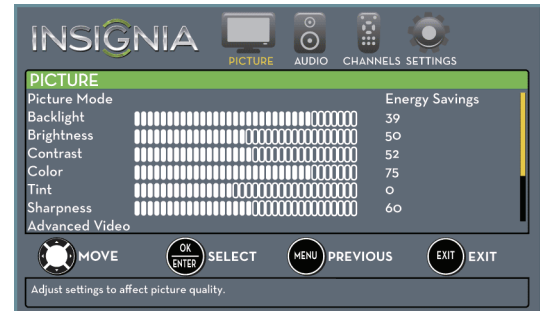 INSIGNIA
PICTURE AUDIO CHANNELS SETTINGS
PICTURE
Picture Mode Energy Savings
Backlight 39
Brightness 50
Contrast 52
Color 75
Tint 0
Sharpness 60
Advanced Video
MOVE OK ENTER SELECT MENU PREVIOUS EXIT EXIT
Adjust settings to affect picture quality.